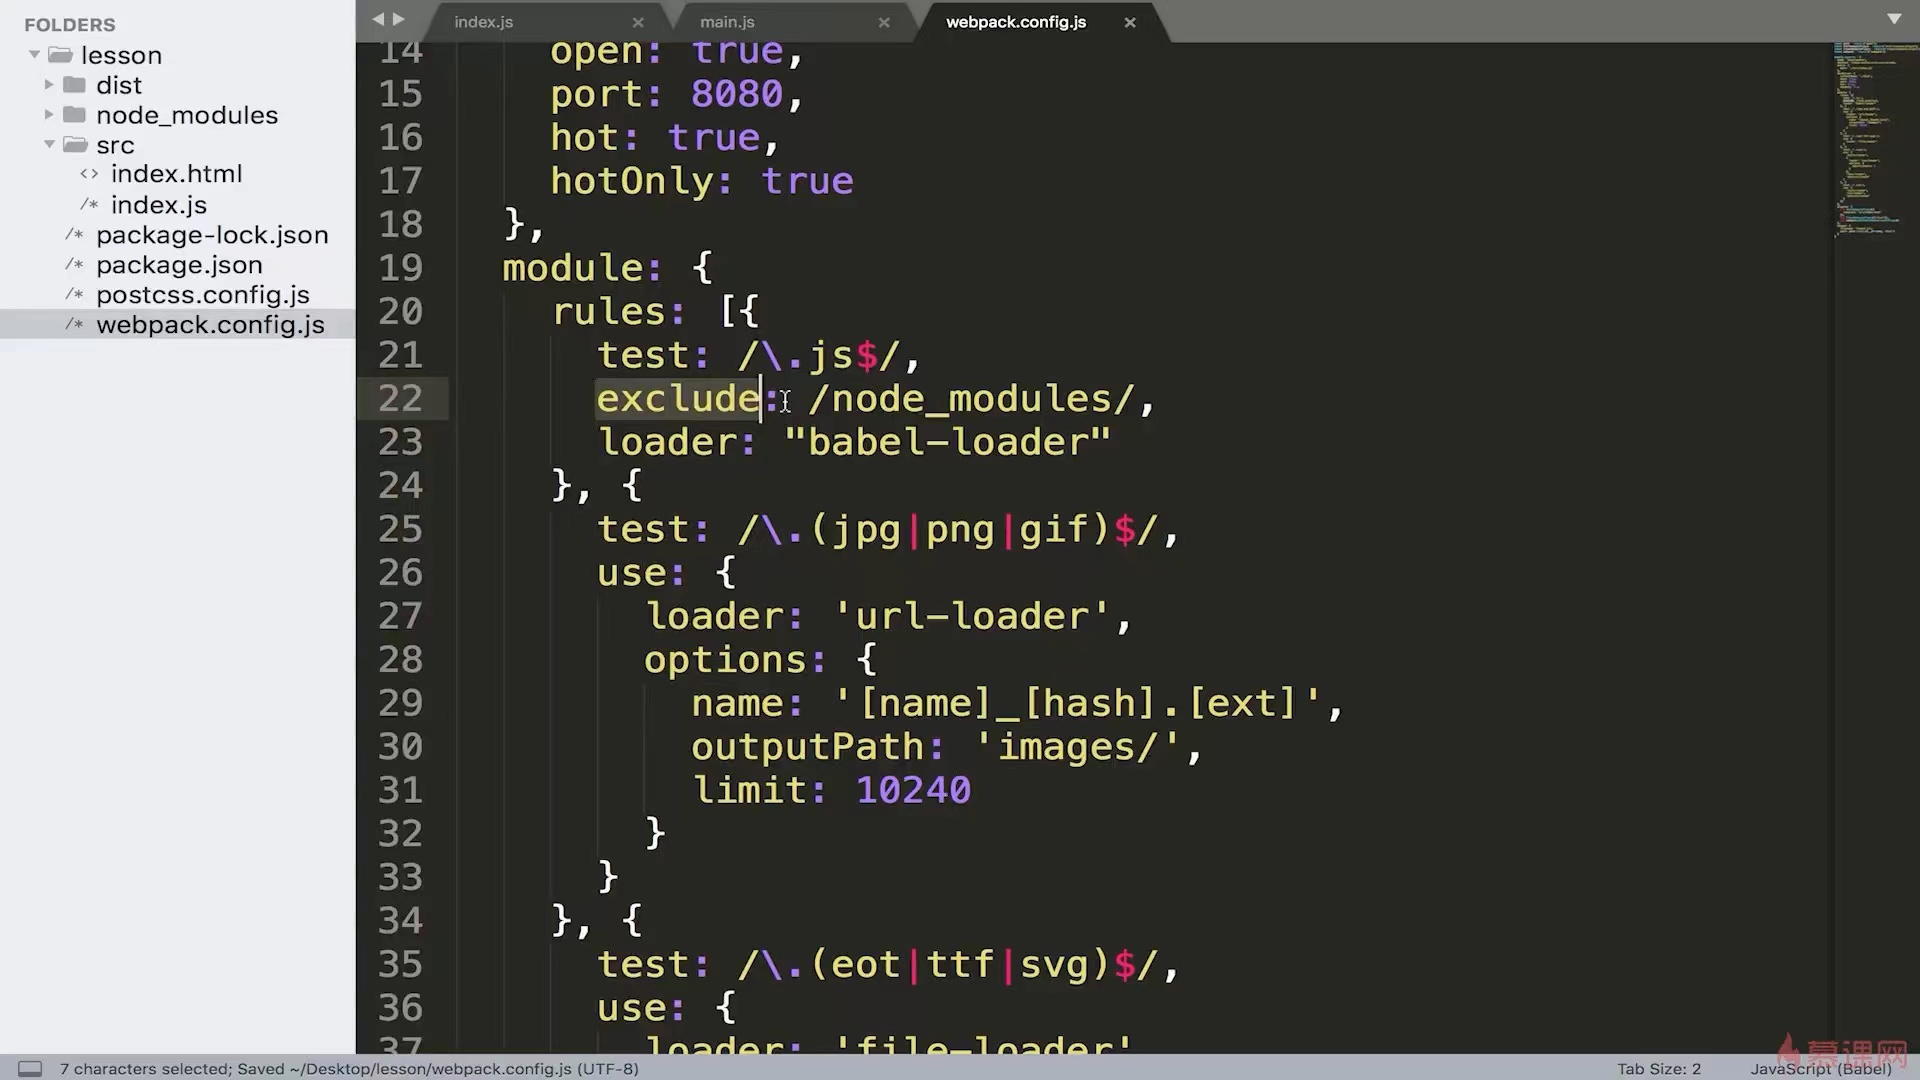 FOLDERS
lesson
dist
node_modules
src
<> index.html
/* index.js
/* package-lock.json
/* package.json
/* postcss.config.js
/* webpack.config.js
index.js × main.js × webpack.config.js ×
14 open: true,
15 port: 8080,
16 hot: true,
17 hotOnly: true
18 },
19 module: {
20 rules: [{
21 test: /\.js$/,
22 exclude: /node_modules/,
23 loader: "babel-loader"
24 }, {
25 test: /\.(jpg|png|gif)$/,
26 use: {
27 loader: 'url-loader',
28 options: {
29 name: '[name]_[hash].[ext]',
30 outputPath: 'images/',
31 limit: 10240
32 }
33 }
34 }, {
35 test: /\.(eot|ttf|svg)$/,
36 use: {
37 loader: 'file-loader'
7 characters selected; Saved ~/Desktop/lesson/webpack.config.js (UTF-8)
Tab Size: 2
JavaScript (Babel)
慕课网